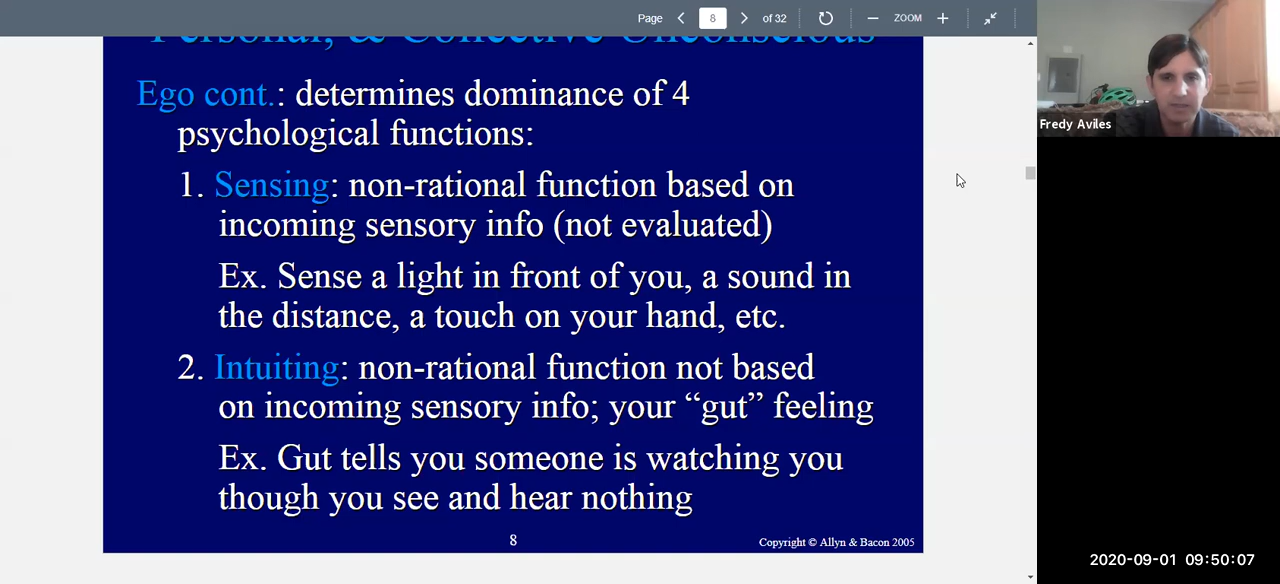 Page 8 of 32 ZOOM
Personal, & Collective Unconscious
Ego cont.: determines dominance of 4
psychological functions:
1. Sensing: non-rational function based on
incoming sensory info (not evaluated)
Ex. Sense a light in front of you, a sound in
the distance, a touch on your hand, etc.
2. Intuiting: non-rational function not based
on incoming sensory info; your “gut” feeling
Ex. Gut tells you someone is watching you
though you see and hear nothing
8
Copyright © Allyn & Bacon 2005
Fredy Aviles
2020-09-01 09:50:07